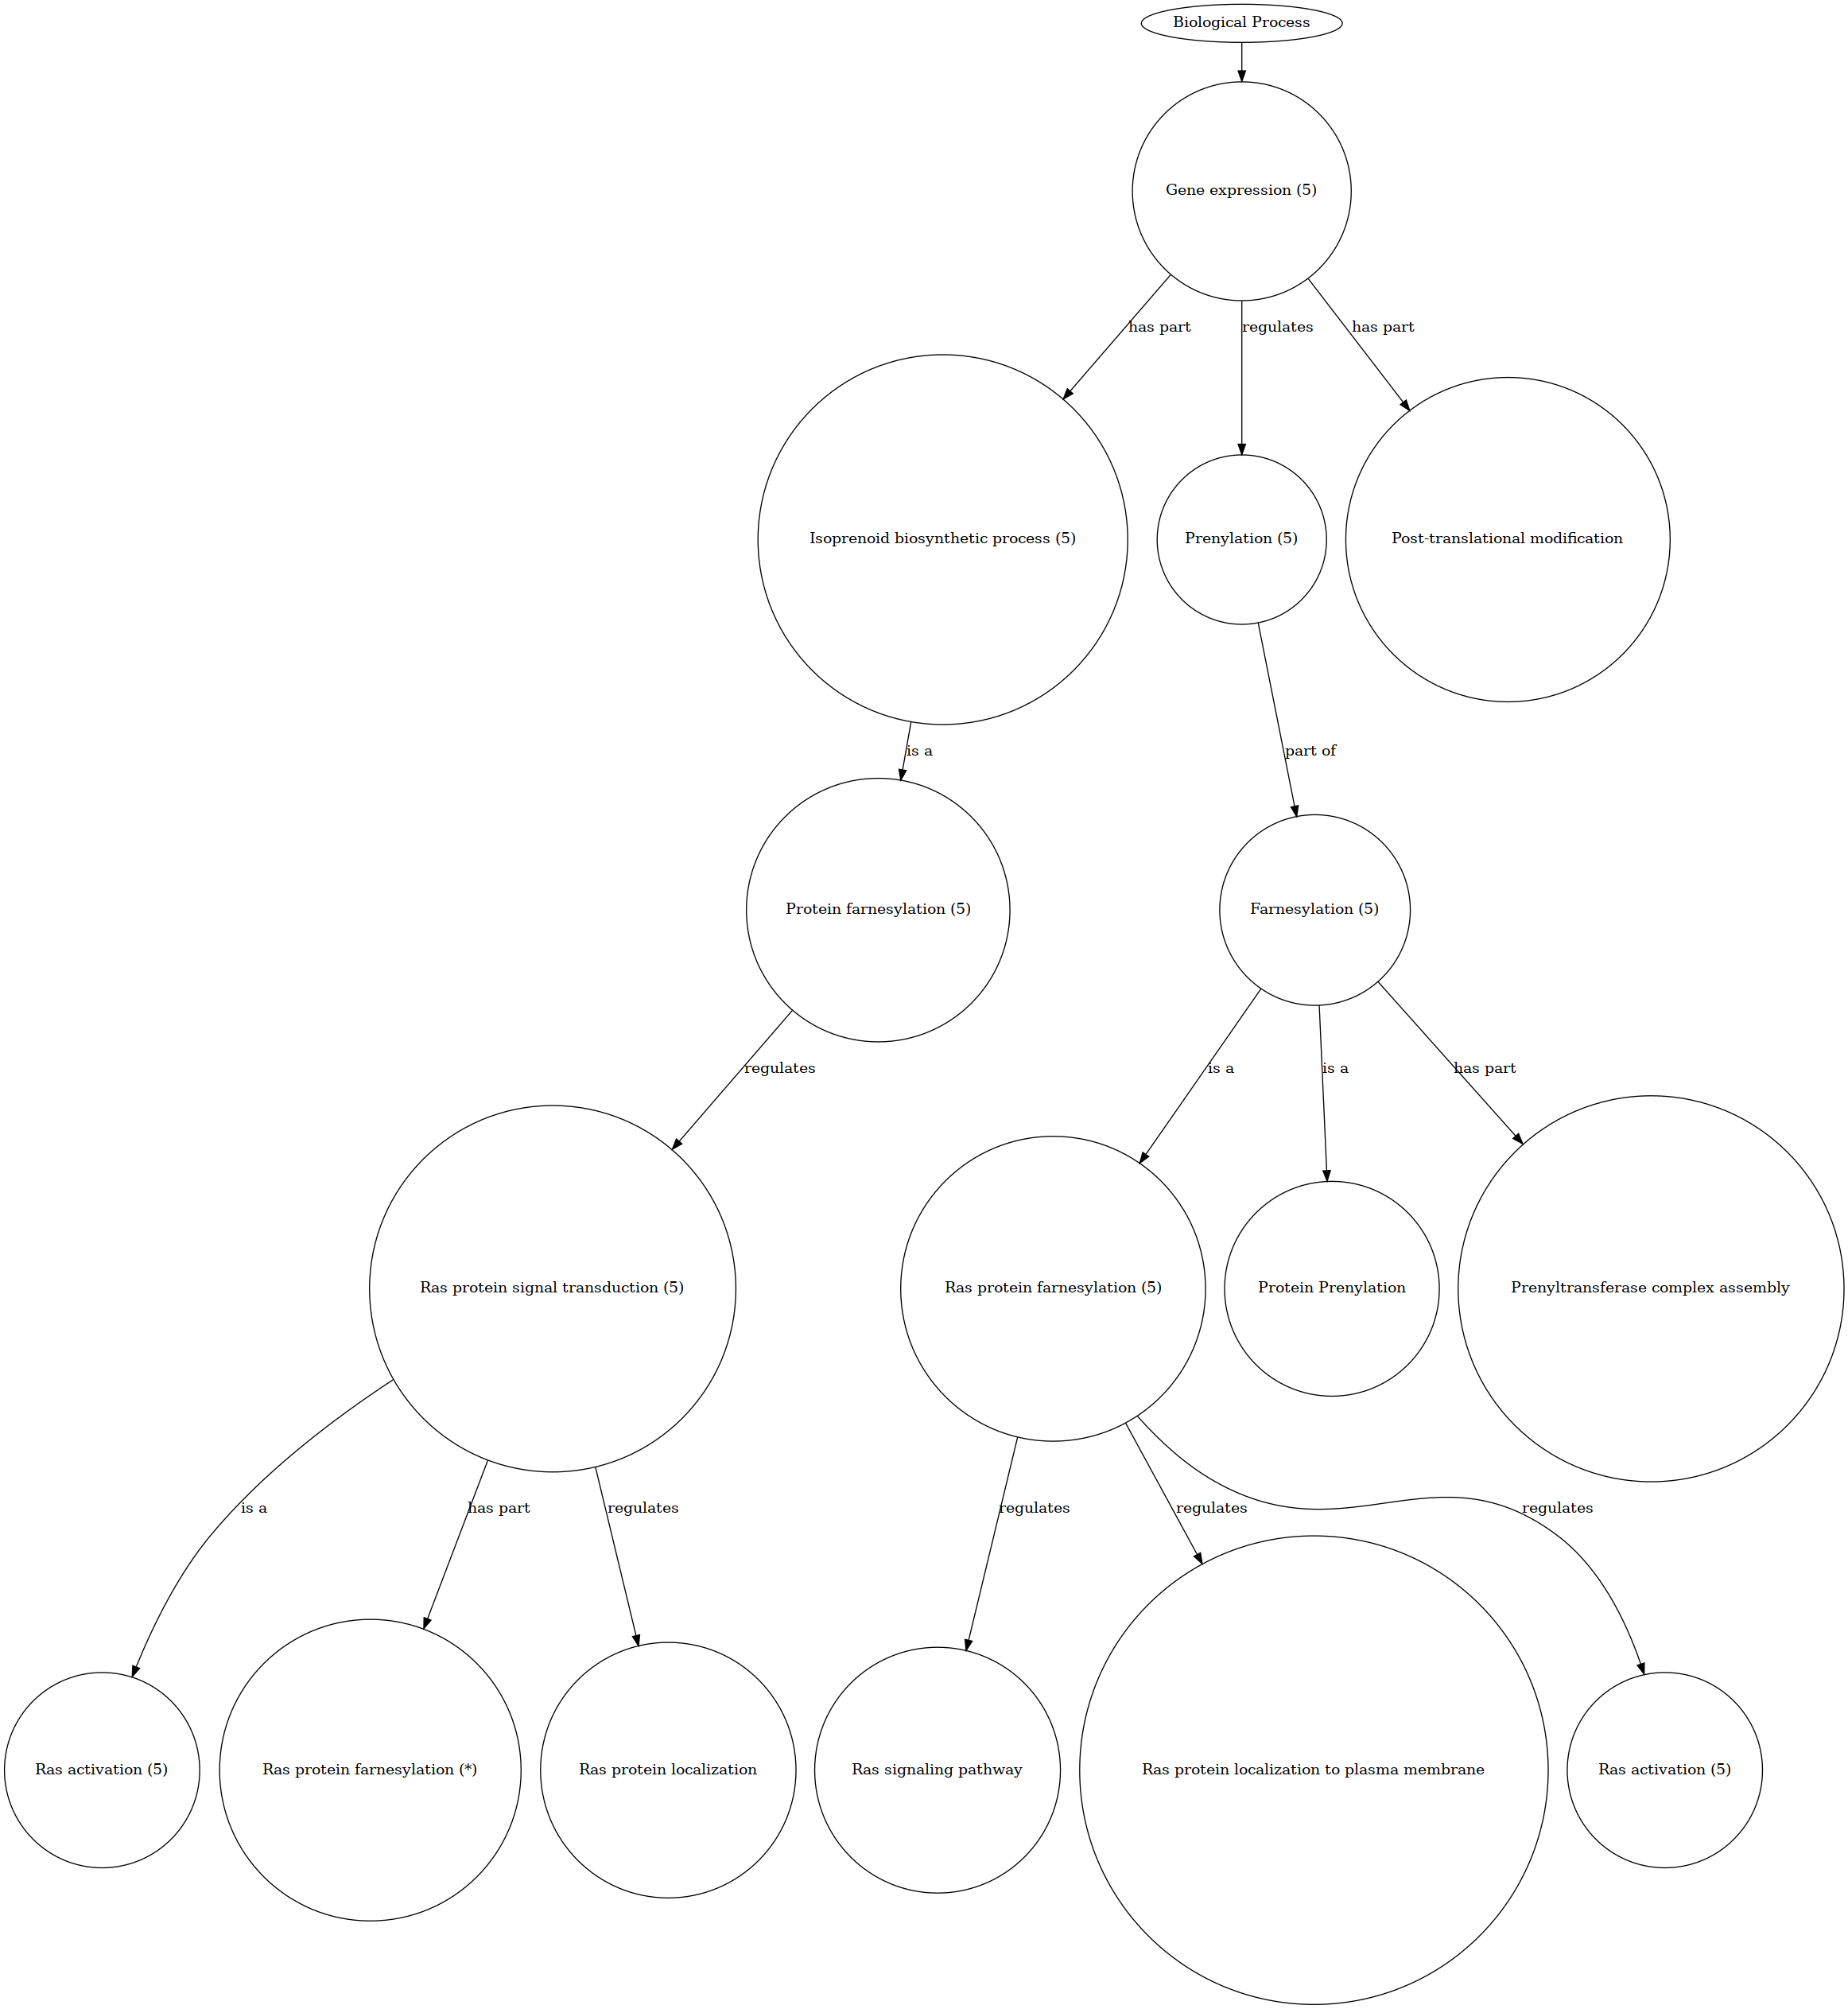 Biological Process
Gene expression (5)
has part
regulates
has part
Isoprenoid biosynthetic process (5)
Prenylation (5)
Post-translational modification
is a
part of
Protein farnesylation (5)
Farnesylation (5)
regulates
is a
is a
has part
Ras protein signal transduction (5)
Ras protein farnesylation (5)
Protein Prenylation
Prenyltransferase complex assembly
is a
has part
regulates
regulates
regulates
regulates
Ras activation (5)
Ras protein farnesylation (*)
Ras protein localization
Ras signaling pathway
Ras protein localization to plasma membrane
Ras activation (5)